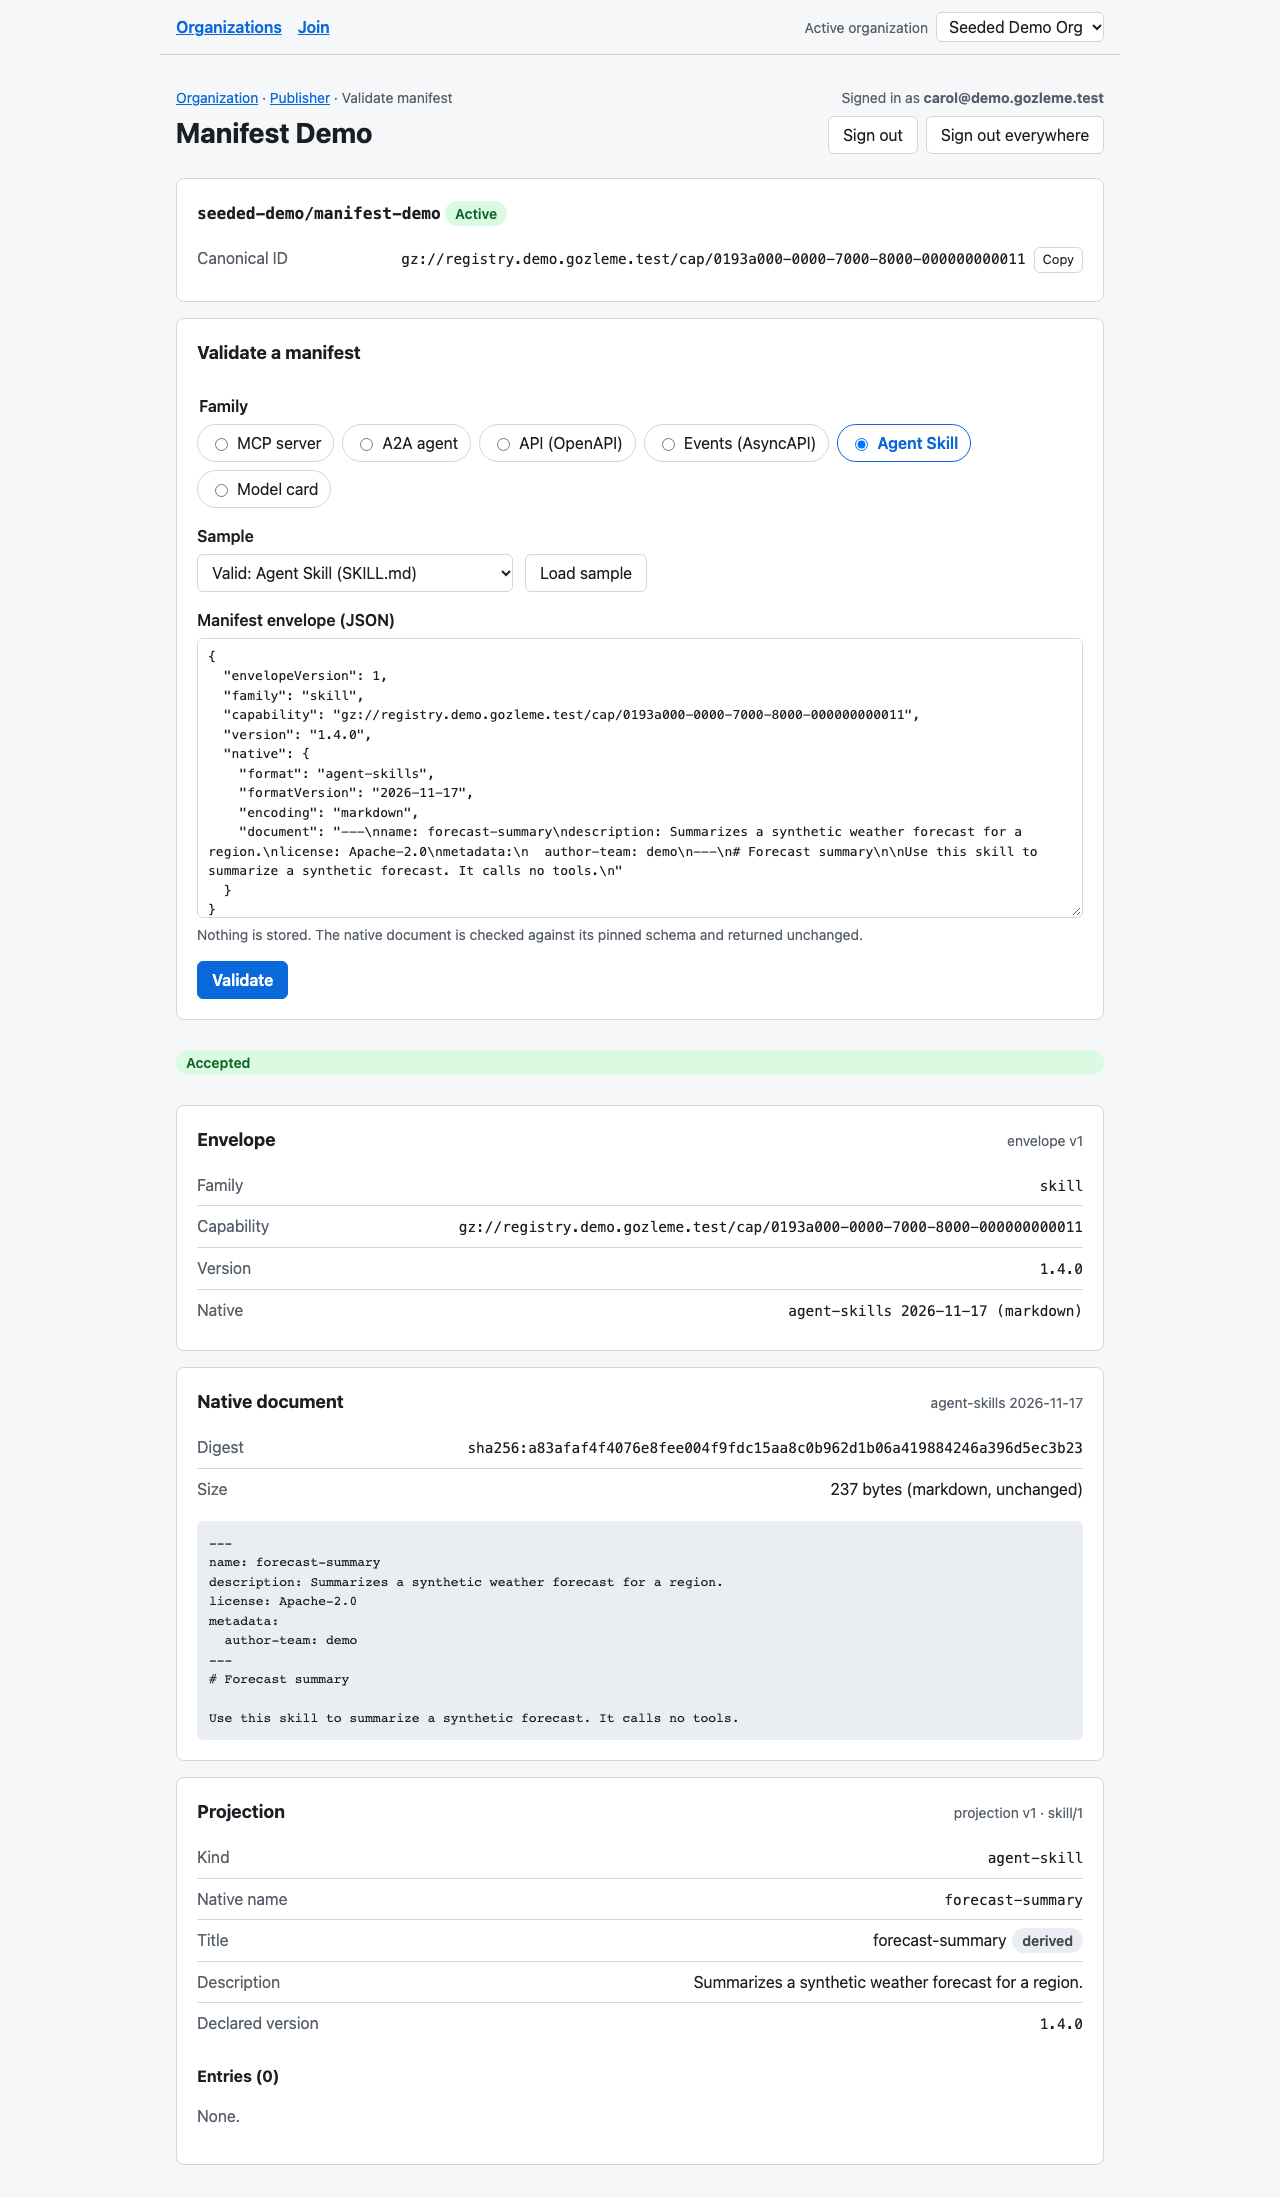 Organizations Join
Active organization Seeded Demo Org
Organization · Publisher · Validate manifest
Signed in as carol@demo.gozleme.test
Manifest Demo
Sign out
Sign out everywhere
seeded-demo/manifest-demo Active
Canonical ID gz://registry.demo.gozleme.test/cap/0193a000-0000-7000-8000-000000000011 Copy
Validate a manifest
Family
MCP server
A2A agent
API (OpenAPI)
Events (AsyncAPI)
Agent Skill
Model card
Sample
Valid: Agent Skill (SKILL.md)
Load sample
Manifest envelope (JSON)
{
  "envelopeVersion": 1,
  "family": "skill",
  "capability": "gz://registry.demo.gozleme.test/cap/0193a000-0000-7000-8000-000000000011",
  "version": "1.4.0",
  "native": {
    "format": "agent-skills",
    "formatVersion": "2026-11-17",
    "encoding": "markdown",
    "document": "---\nname: forecast-summary\ndescription: Summarizes a synthetic weather forecast for a
region.\nlicense: Apache-2.0\nmetadata:\n  author-team: demo\n---\n# Forecast summary\n\nUse this skill to
summarize a synthetic forecast. It calls no tools.\n"
  }
}
Nothing is stored. The native document is checked against its pinned schema and returned unchanged.
Validate
Accepted
Envelope envelope v1
Family skill
Capability gz://registry.demo.gozleme.test/cap/0193a000-0000-7000-8000-000000000011
Version 1.4.0
Native agent-skills 2026-11-17 (markdown)
Native document agent-skills 2026-11-17
Digest sha256:a83afaf4f4076e8fee004f9fdc15aa8c0b962d1b06a419884246a396d5ec3b23
Size 237 bytes (markdown, unchanged)
---
name: forecast-summary
description: Summarizes a synthetic weather forecast for a region.
license: Apache-2.0
metadata:
  author-team: demo
---
# Forecast summary
Use this skill to summarize a synthetic forecast. It calls no tools.
Projection projection v1 · skill/1
Kind agent-skill
Native name forecast-summary
Title forecast-summary derived
Description Summarizes a synthetic weather forecast for a region.
Declared version 1.4.0
Entries (0)
None.